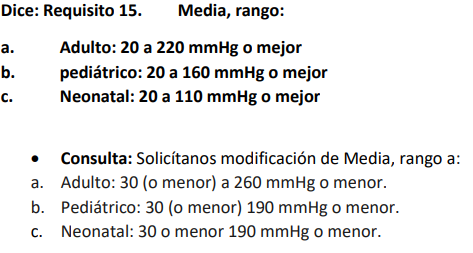 Dice: Requisito 15. Media, rango:
a. Adulto: 20 a 220 mmHg o mejor
b. pediátrico: 20 a 160 mmHg o mejor
c. Neonatal: 20 a 110 mmHg o mejor
• Consulta: Solicítanos modificación de Media, rango a:
a. Adulto: 30 (o menor) a 260 mmHg o menor.
b. Pediátrico: 30 (o menor) 190 mmHg o menor.
c. Neonatal: 30 o menor 190 mmHg o menor.